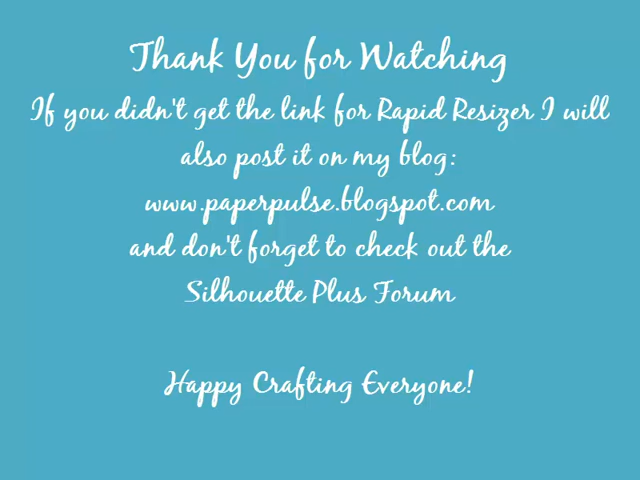 Thank You for Watching
If you didn't get the link for Rapid Resizer I will
also post it on my blog:
www.paperpulse.blogspot.com
and don't forget to check out the
Silhouette Plus Forum
Happy Crafting Everyone!